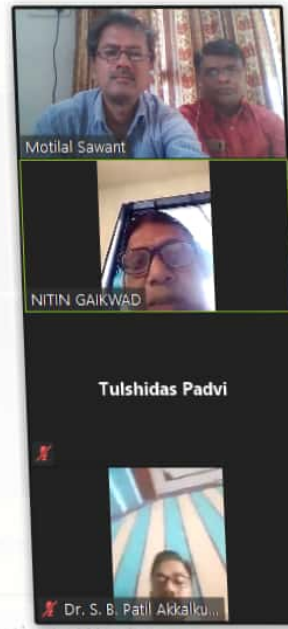 Motilal Sawant
NITIN GAIKWAD
Tulshidas Padvi
Dr. S. B. Patil Akkalku...